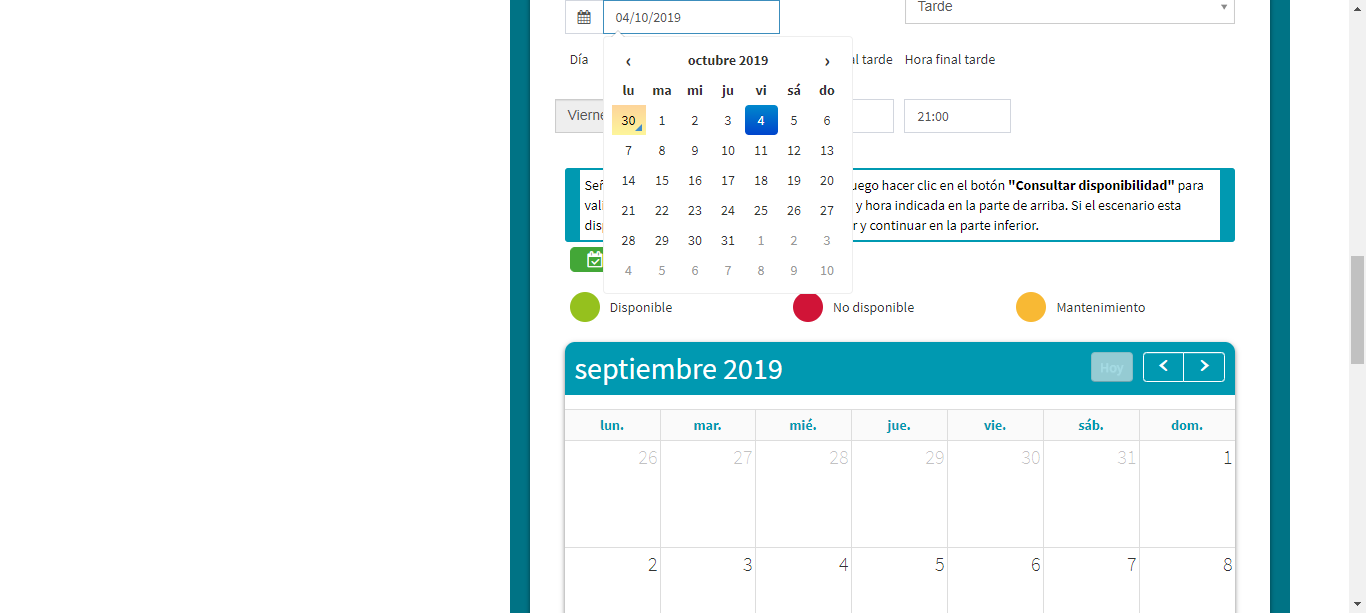 04/10/2019
Tarde
Día
al tarde
Hora final tarde
‹ octubre 2019 ›
lu ma mi ju vi sá do
30 1 2 3 4 5 6
7 8 9 10 11 12 13
14 15 16 17 18 19 20
21 22 23 24 25 26 27
28 29 30 31 1 2 3
4 5 6 7 8 9 10
Vierne
21:00
Señ uego hacer clic en el botón "Consultar disponibilidad" para
vali y hora indicada en la parte de arriba. Si el escenario esta
disp r y continuar en la parte inferior.
Disponible
No disponible
Mantenimiento
septiembre 2019
Hoy
lun. mar. mié. jue. vie. sáb. dom.
26 27 28 29 30 31 1
2 3 4 5 6 7 8